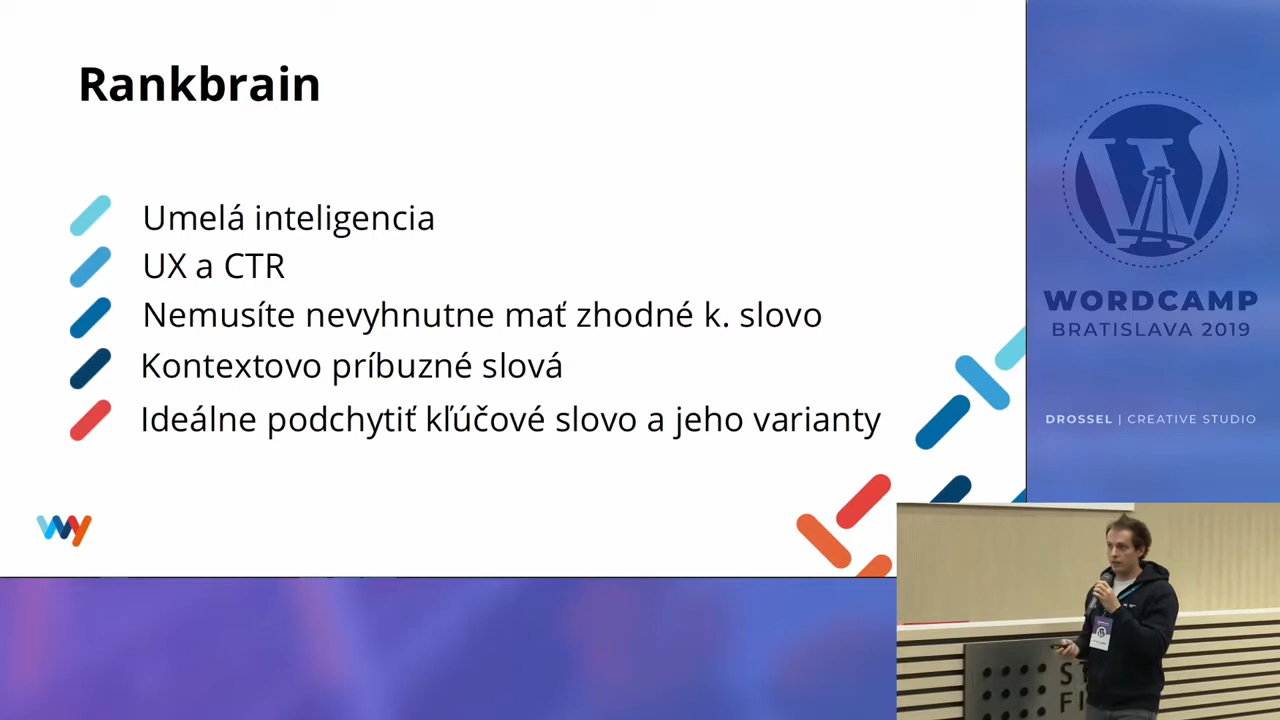 Rankbrain
Umelá inteligencia
UX a CTR
Nemusíte nevyhnutne mať zhodné k. slovo
Kontextovo príbuzné slová
Ideálne podchytiť kľúčové slovo a jeho varianty
wy
WORDCAMP
BRATISLAVA 2019
DROSSEL | CREATIVE STUDIO